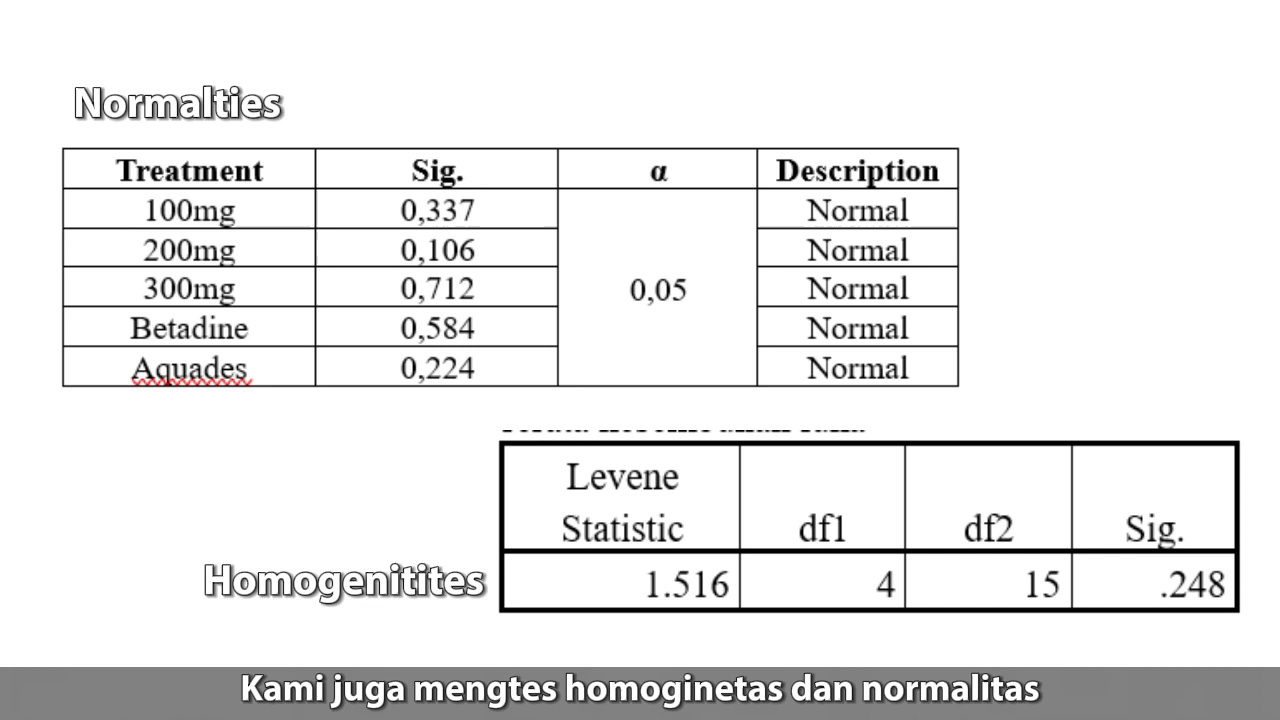 Normalties
Treatment Sig. α Description
100mg 0,337 Normal
200mg 0,106 Normal
300mg 0,712 0,05 Normal
Betadine 0,584 Normal
Aquades 0,224 Normal
Levene
Statistic df1 df2 Sig.
Homogenitites 1.516 4 15 .248
Kami juga mengtes homoginetas dan normalitas